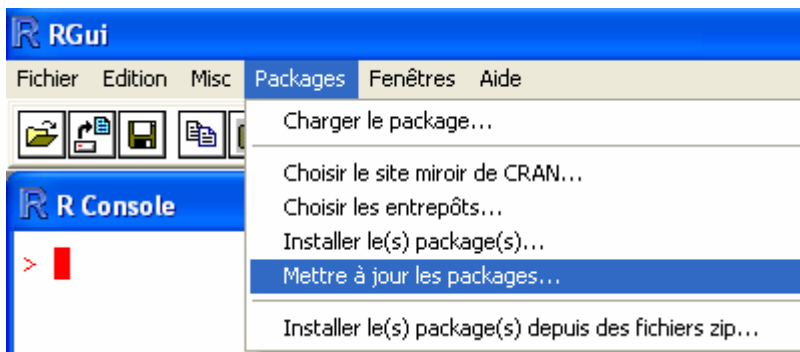 RGui
Fichier Edition Misc Packages Fenêtres Aide
Charger le package...
Choisir le site miroir de CRAN...
Choisir les entrepôts...
Installer le(s) package(s)...
Mettre à jour les packages...
Installer le(s) package(s) depuis des fichiers zip...
R Console
>